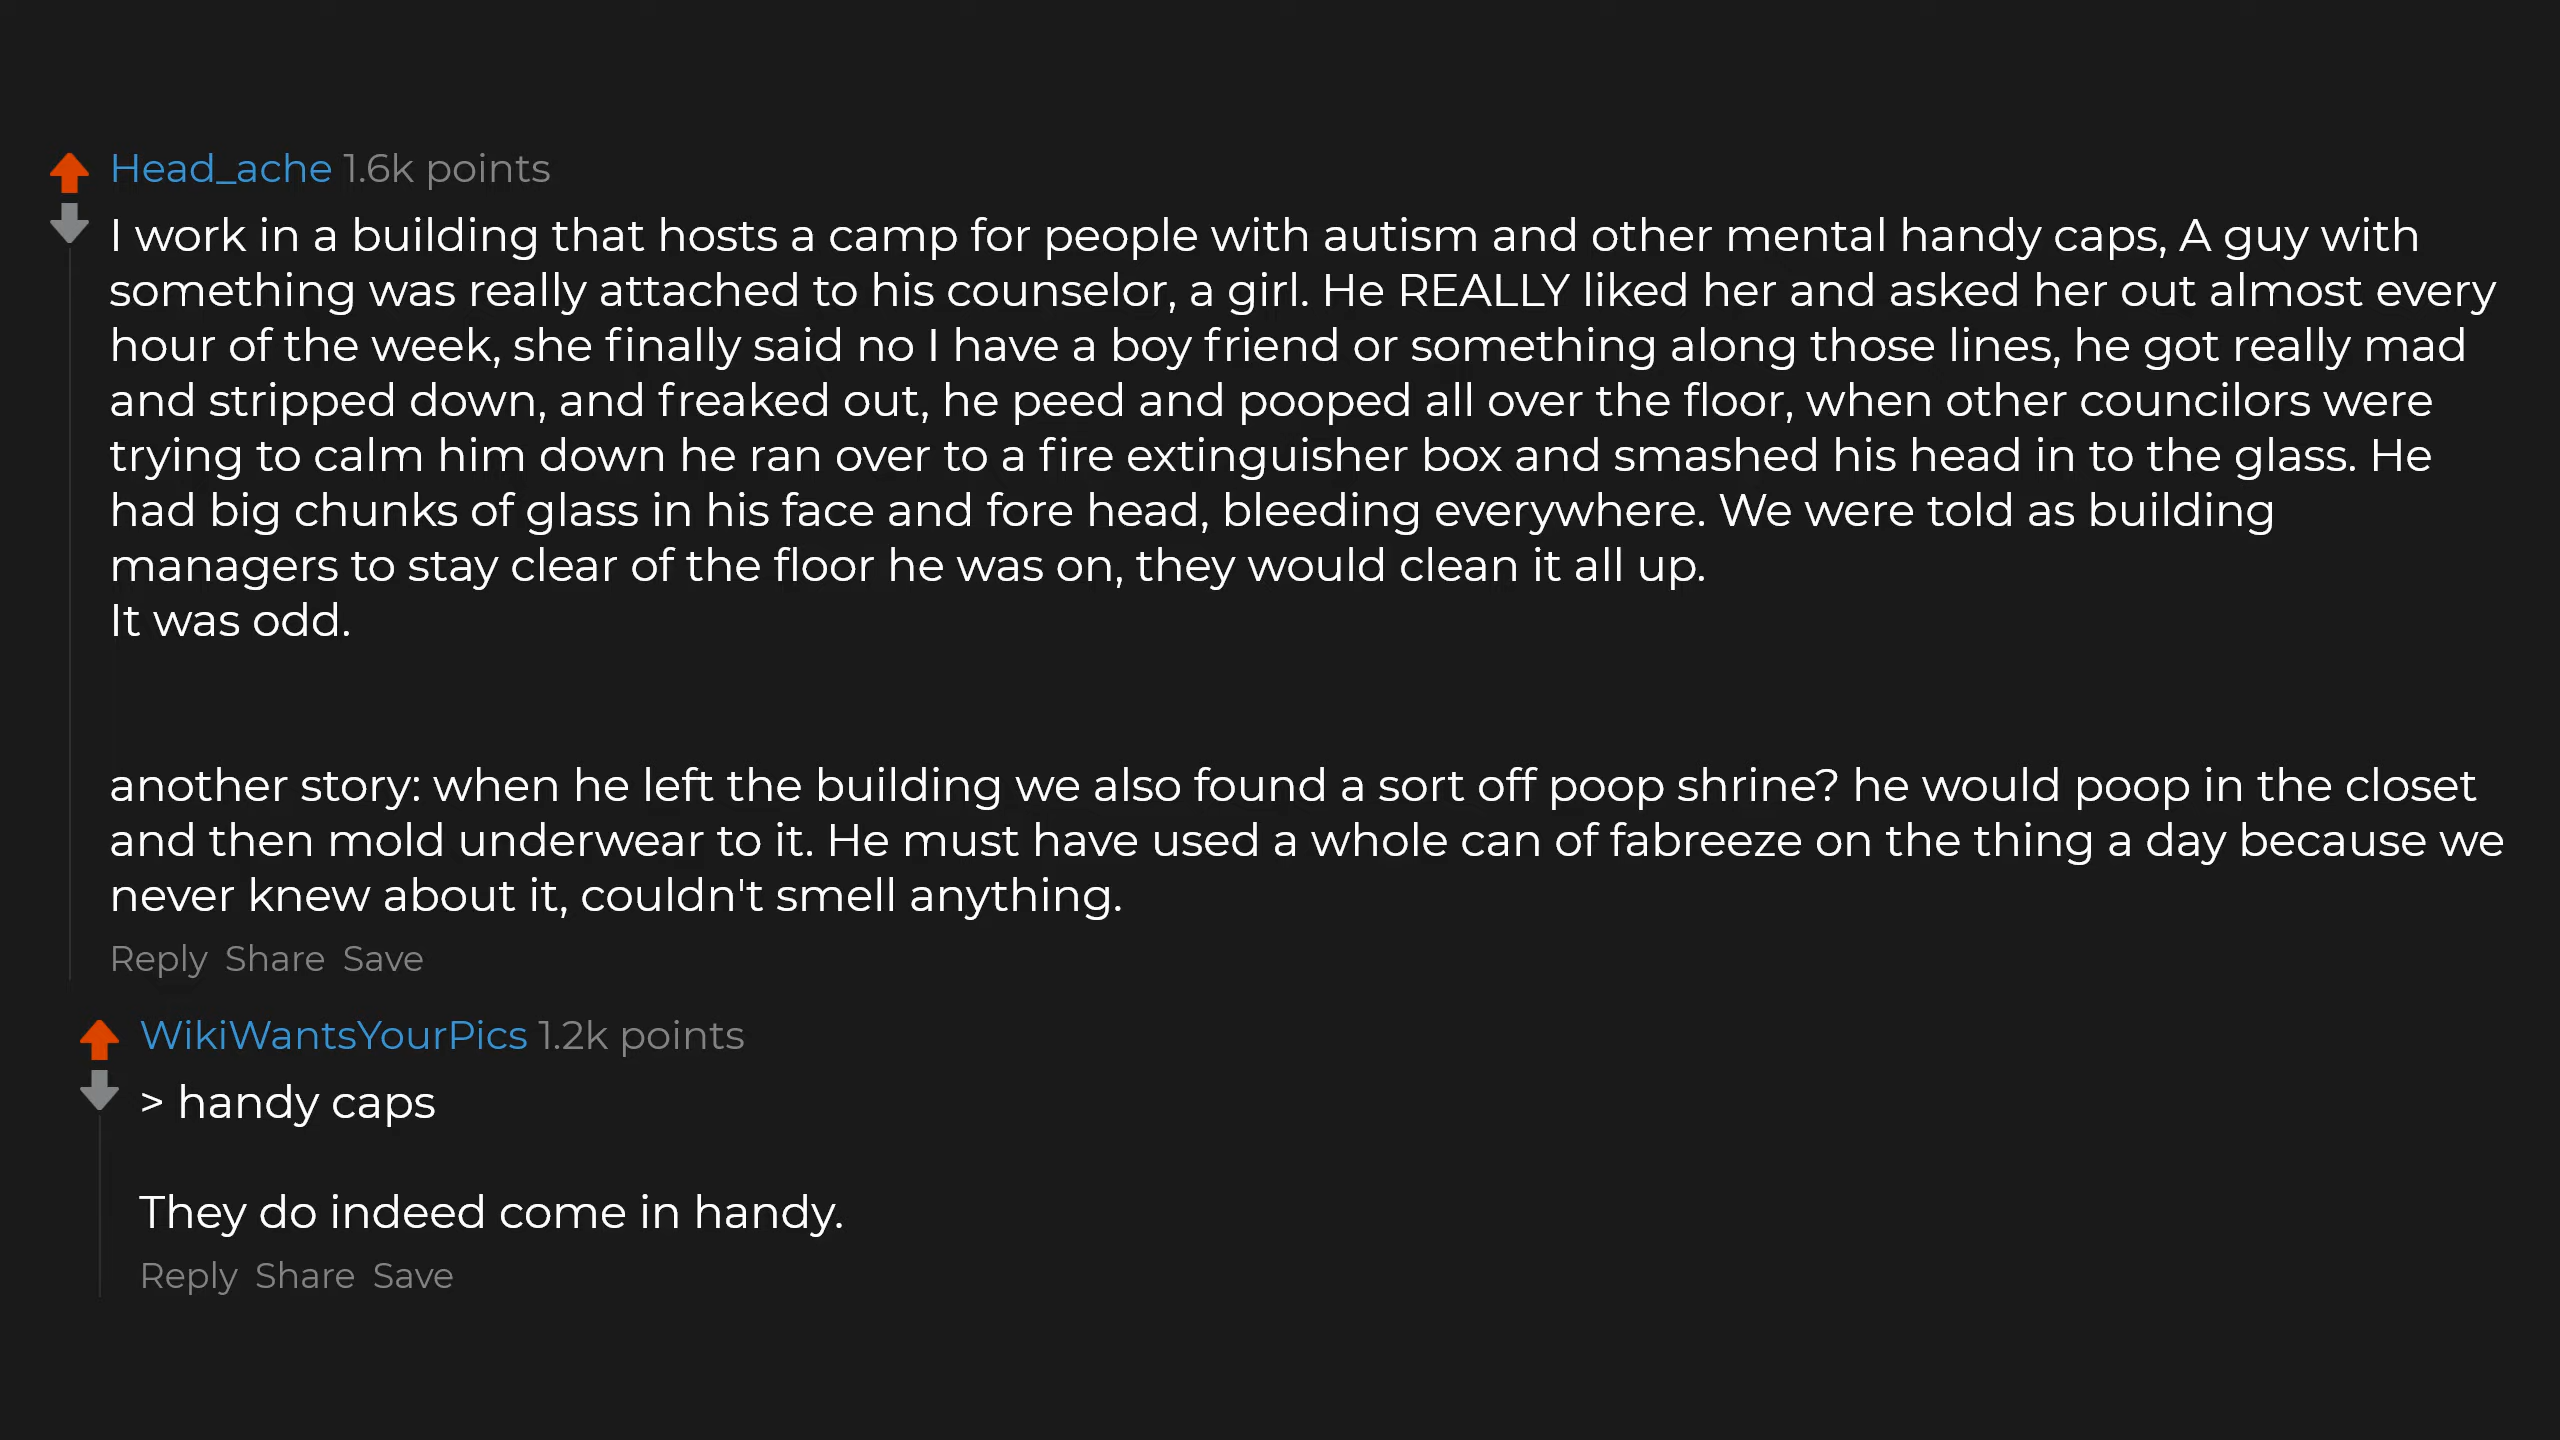 Head_ache 1.6k points
I work in a building that hosts a camp for people with autism and other mental handy caps, A guy with
something was really attached to his counselor, a girl. He REALLY liked her and asked her out almost every
hour of the week, she finally said no I have a boy friend or something along those lines, he got really mad
and stripped down, and freaked out, he peed and pooped all over the floor, when other councilors were
trying to calm him down he ran over to a fire extinguisher box and smashed his head in to the glass. He
had big chunks of glass in his face and fore head, bleeding everywhere. We were told as building
managers to stay clear of the floor he was on, they would clean it all up.
It was odd.
another story: when he left the building we also found a sort off poop shrine? he would poop in the closet
and then mold underwear to it. He must have used a whole can of fabreeze on the thing a day because we
never knew about it, couldn't smell anything.
Reply Share Save
WikiWantsYourPics 1.2k points
> handy caps
They do indeed come in handy.
Reply Share Save